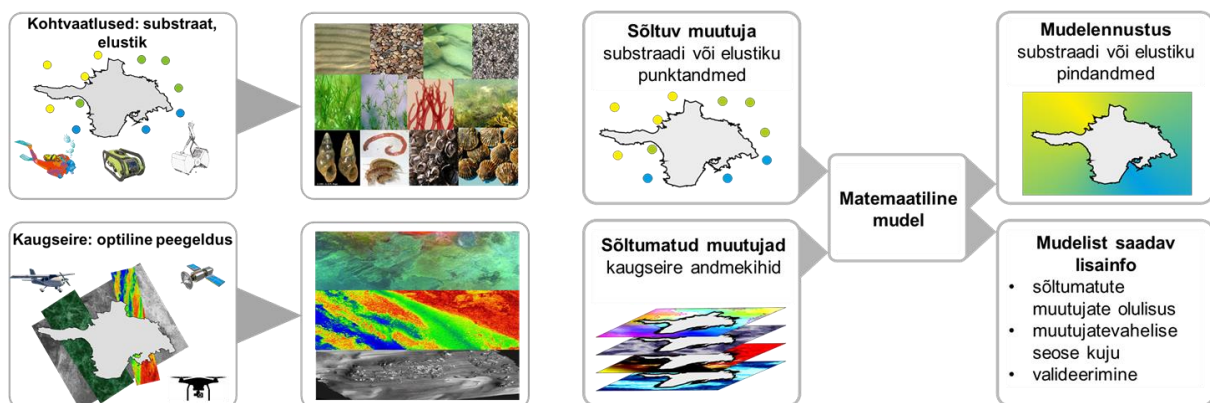 Kohtvaatlused: substraat,
elustik
Kaugseire: optiline peegeldus
Sõltuv muutuja
substraadi või elustiku
punktandmed
Sõltumatud muutujad
kaugseire andmekihid
Matemaatiline
mudel
Mudelennustus
substraadi või elustiku
pindandmed
Mudelist saadav
lisainfo
• sõltumatute
muutujate olulisus
• muutujatevahelise
seose kuju
• valideerimine